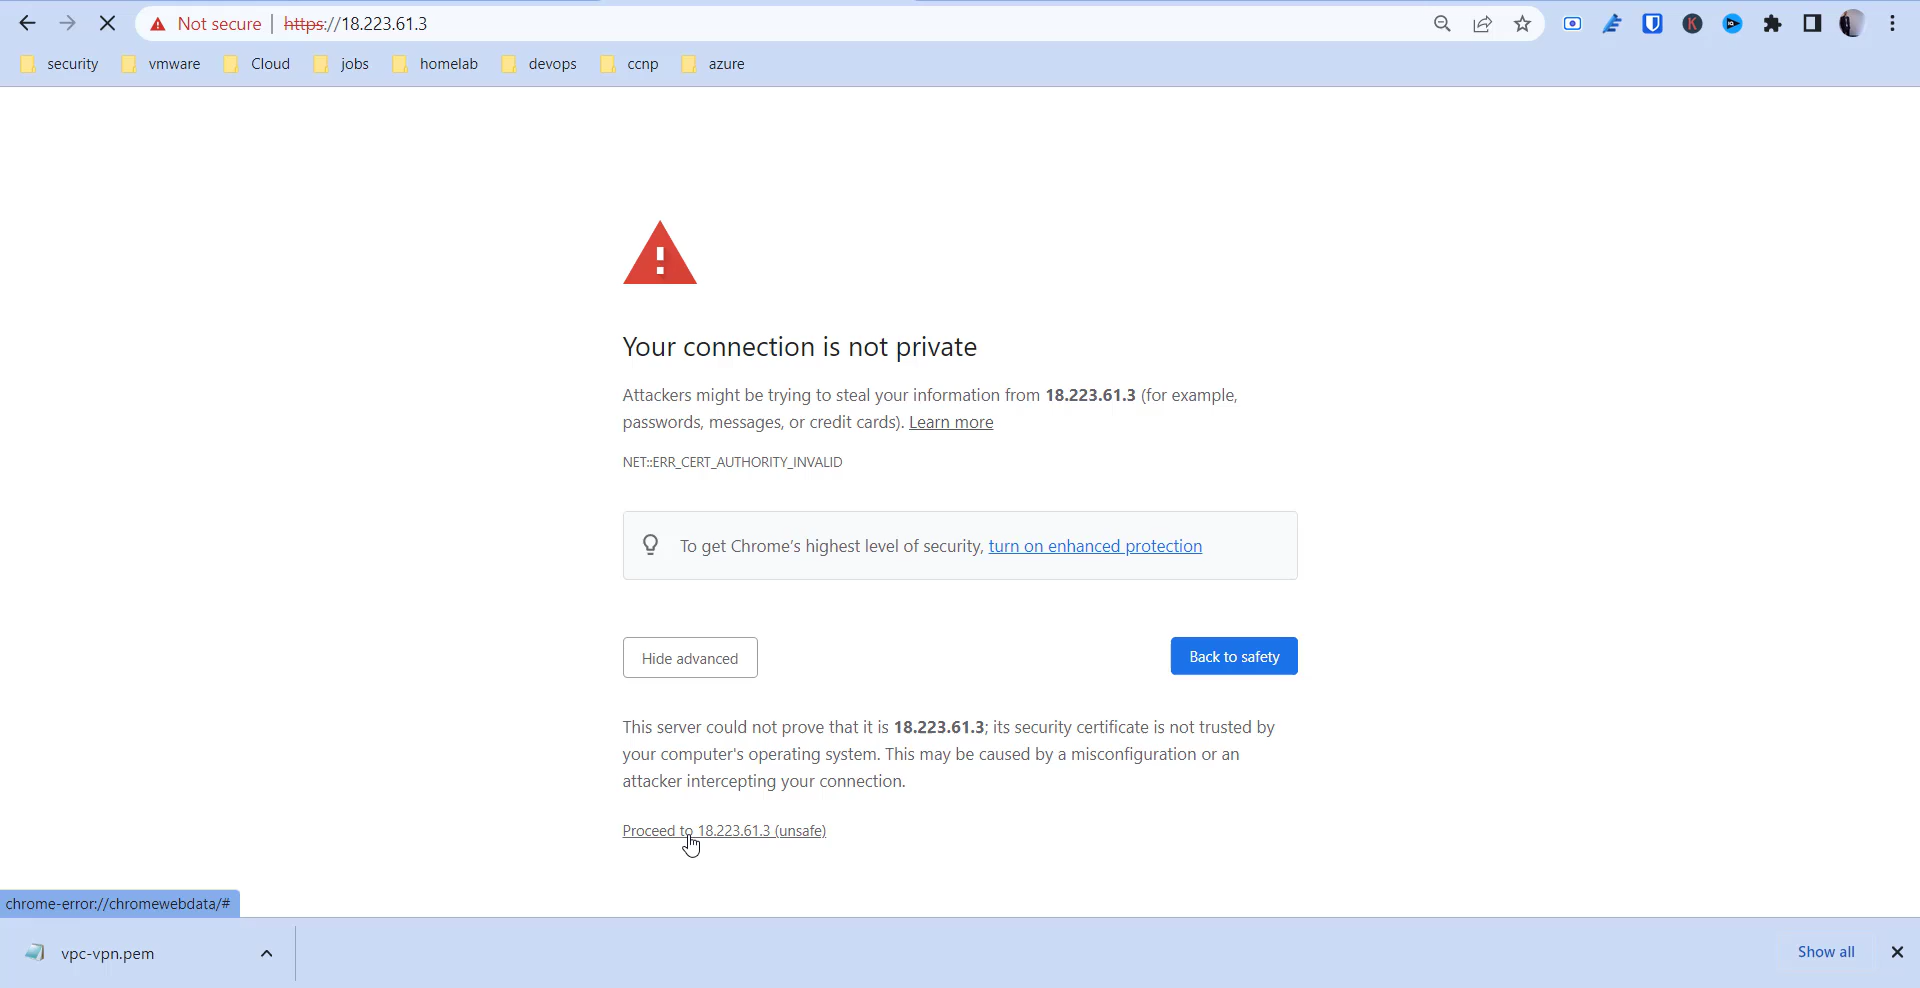 Not secure | https://18.223.61.3
security vmware Cloud jobs homelab devops ccnp azure
Your connection is not private
Attackers might be trying to steal your information from 18.223.61.3 (for example,
passwords, messages, or credit cards). Learn more
NET::ERR_CERT_AUTHORITY_INVALID
To get Chrome's highest level of security, turn on enhanced protection
Hide advanced
Back to safety
This server could not prove that it is 18.223.61.3; its security certificate is not trusted by
your computer's operating system. This may be caused by a misconfiguration or an
attacker intercepting your connection.
Proceed to 18.223.61.3 (unsafe)
chrome-error://chromewebdata/#
vpc-vpn.pem
Show all